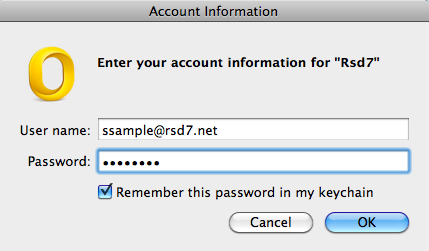 Account Information
Enter your account information for "Rsd7"
User name: ssample@rsd7.net
Password: ••••••••
Remember this password in my keychain
Cancel OK